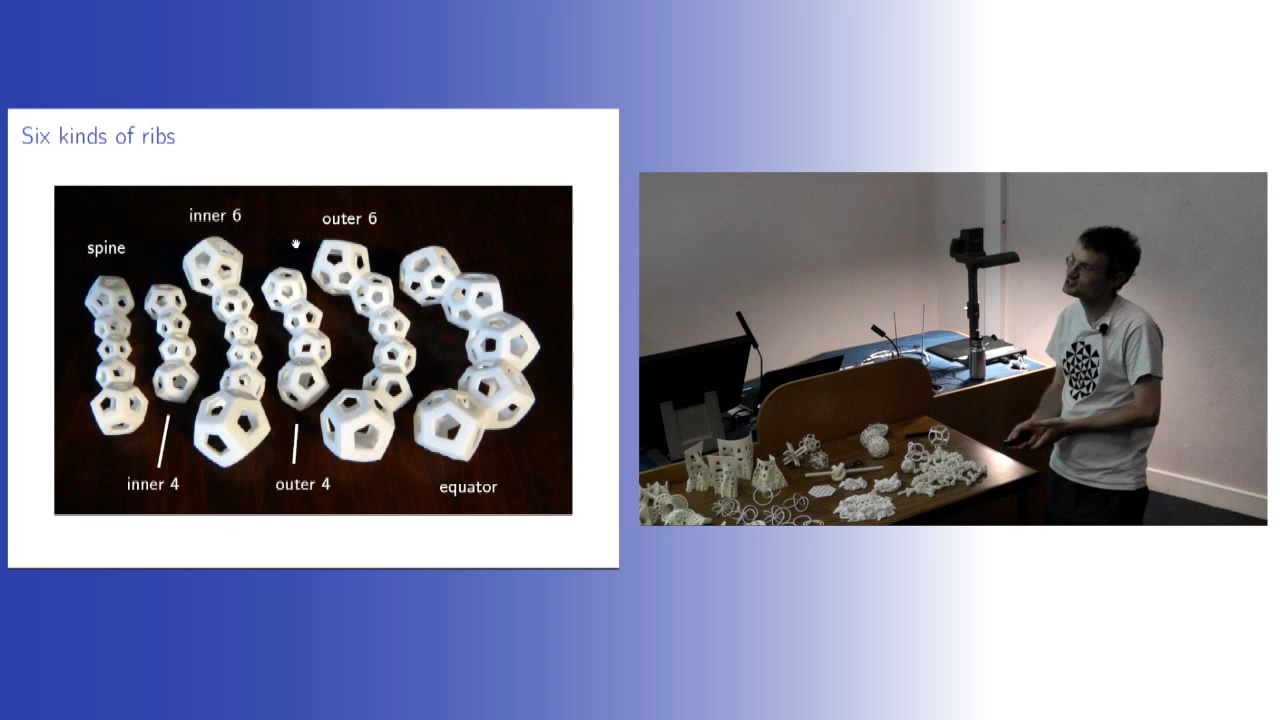 Six kinds of ribs
inner 6
outer 6
spine
inner 4
outer 4
equator